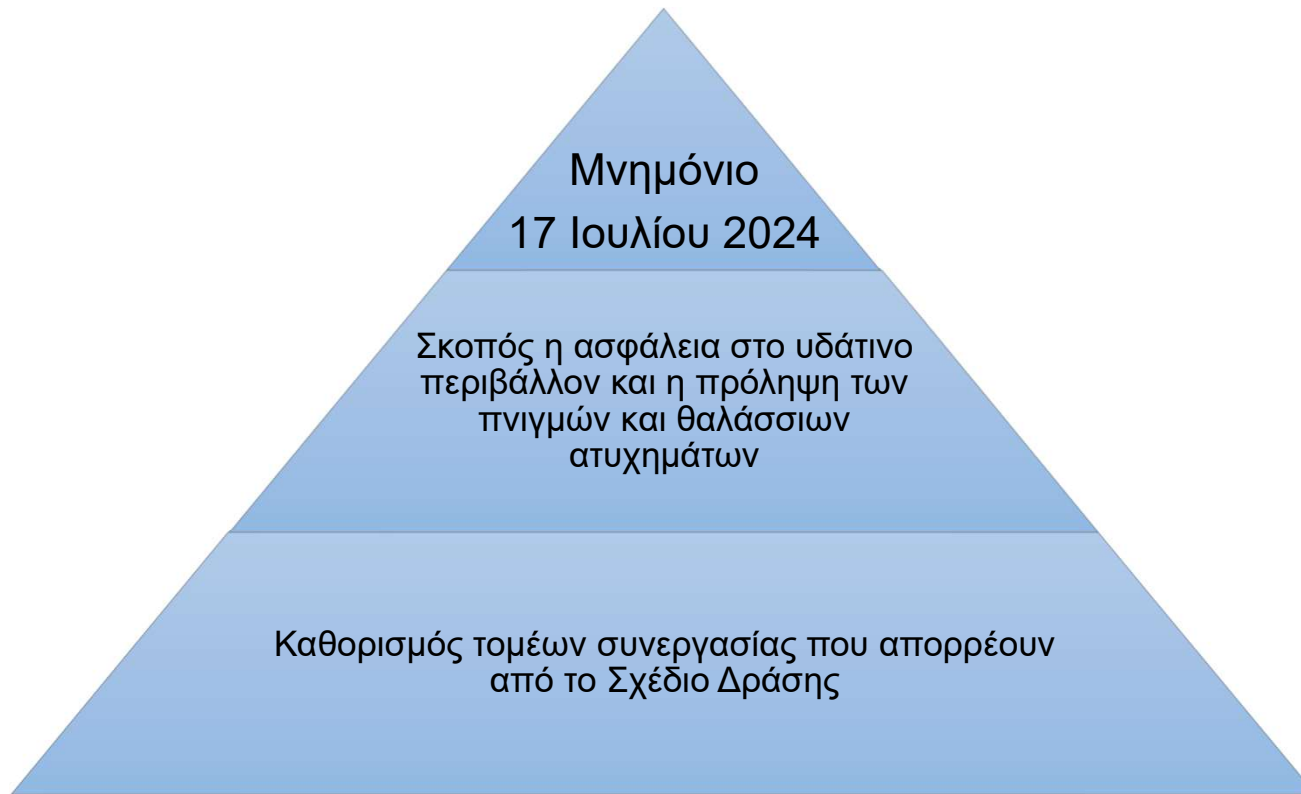 Μνημόνιο
17 Ιουλίου 2024
Σκοπός η ασφάλεια στο υδάτινο
περιβάλλον και η πρόληψη των
πνιγμών και θαλάσσιων
ατυχημάτων
Καθορισμός τομέων συνεργασίας που απορρέουν
από το Σχέδιο Δράσης